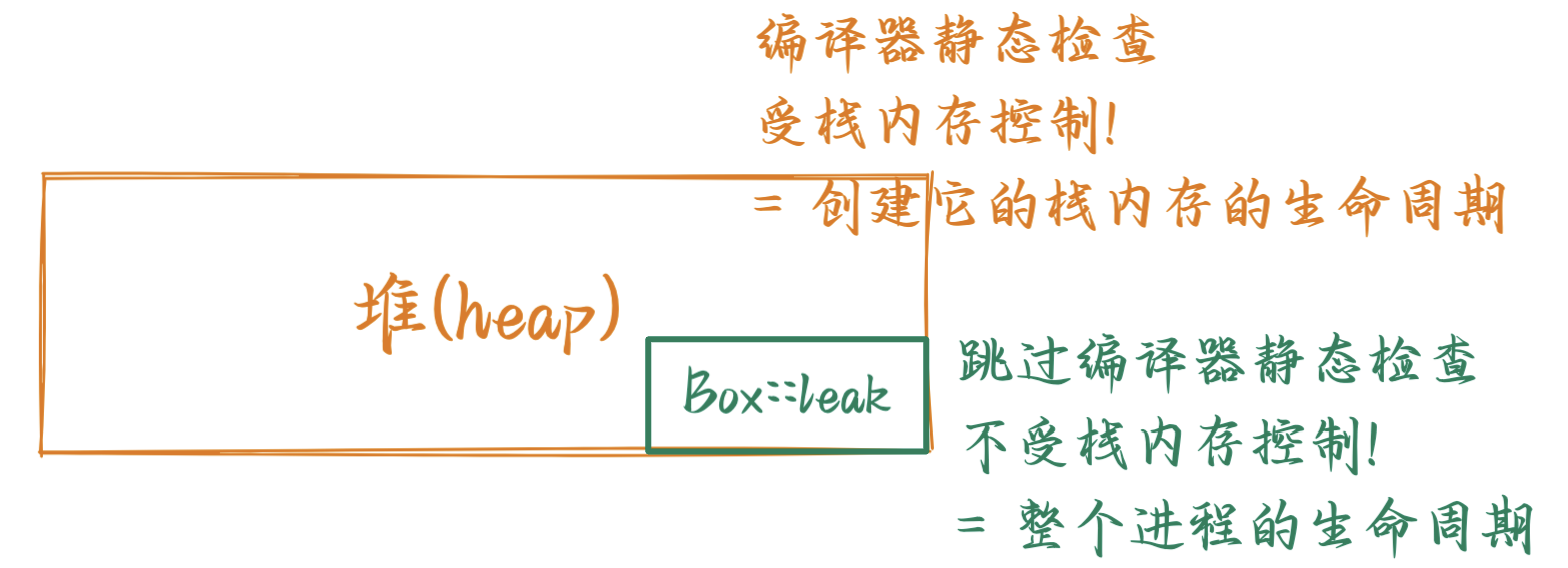 编译器静态检查
受栈内存控制!
= 创建它的栈内存的生命周期
堆(heap)
Box::leak
跳过编译器静态检查
不受栈内存控制!
= 整个进程的生命周期